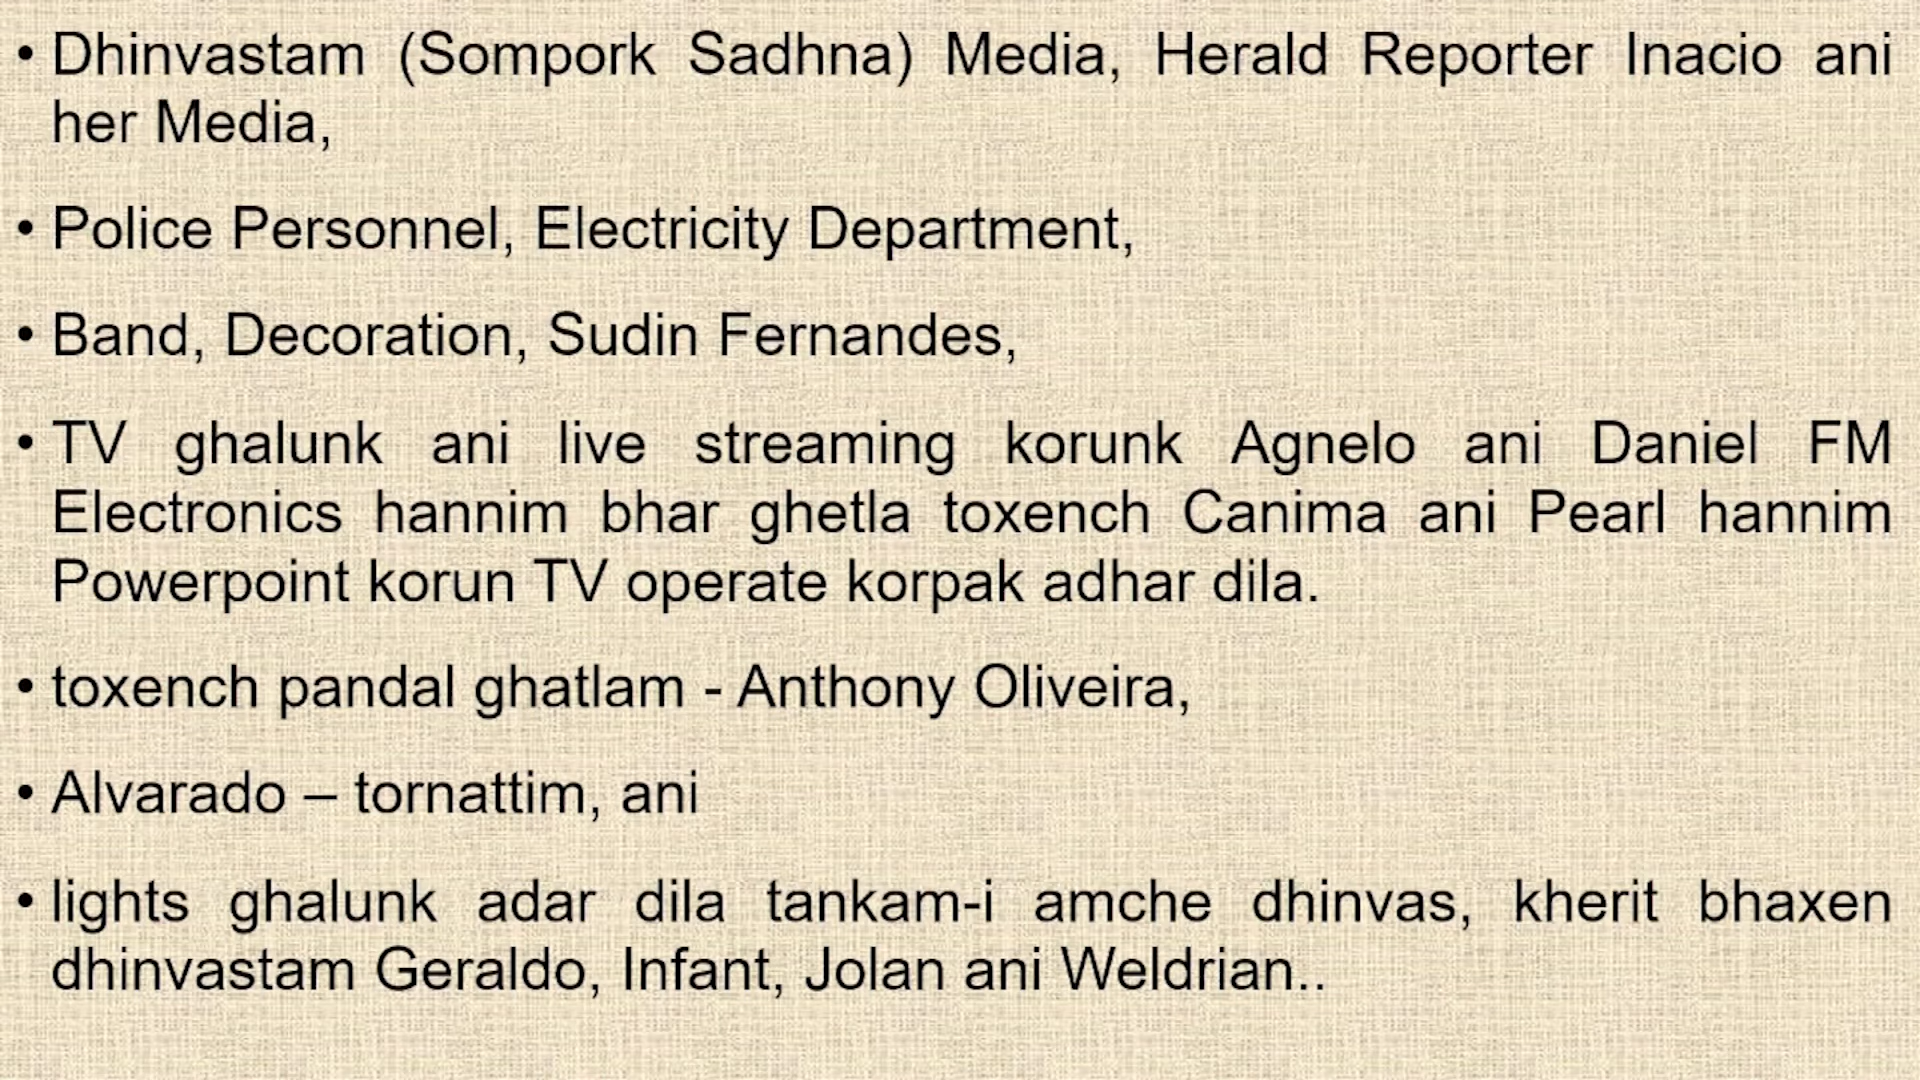 • Dhinvastam (Sompork Sadhna) Media, Herald Reporter Inacio ani
her Media,
• Police Personnel, Electricity Department,
• Band, Decoration, Sudin Fernandes,
• TV ghalunk ani live streaming korunk Agnelo ani Daniel FM
Electronics hannim bhar ghetla toxench Canima ani Pearl hannim
Powerpoint korun TV operate korpak adhar dila.
• toxench pandal ghatlam - Anthony Oliveira,
• Alvarado – tornattim, ani
• lights ghalunk adar dila tankam-i amche dhinvas, kherit bhaxen
dhinvastam Geraldo, Infant, Jolan ani Weldrian..